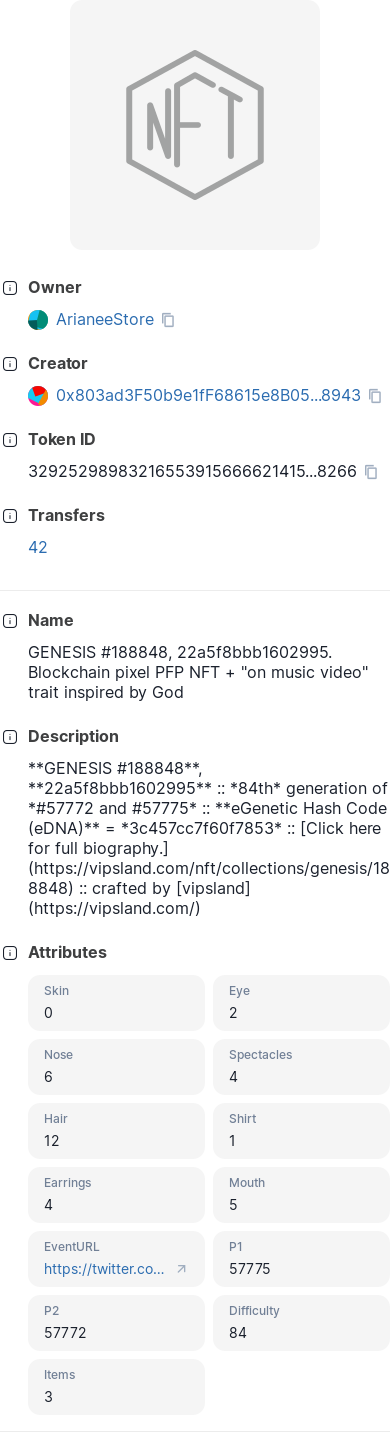 NFT
Owner
ArianeeStore
Creator
0x803ad3F50b9e1fF68615e8B05...8943
Token ID
32925298983216553915666621415...8266
Transfers
42
Name
GENESIS #188848, 22a5f8bbb1602995.
Blockchain pixel PFP NFT + "on music video"
trait inspired by God
Description
**GENESIS #188848**,
**22a5f8bbb1602995** :: *84th* generation of
*#57772 and #57775* :: **eGenetic Hash Code
(eDNA)** = *3c457cc7f60f7853* :: [Click here
for full biography.]
(https://vipsland.com/nft/collections/genesis/18
8848) :: crafted by [vipsland]
(https://vipsland.com/)
Attributes
Skin
0
Eye
2
Nose
6
Spectacles
4
Hair
12
Shirt
1
Earrings
4
Mouth
5
EventURL
https://twitter.co...
P1
57775
P2
57772
Difficulty
84
Items
3